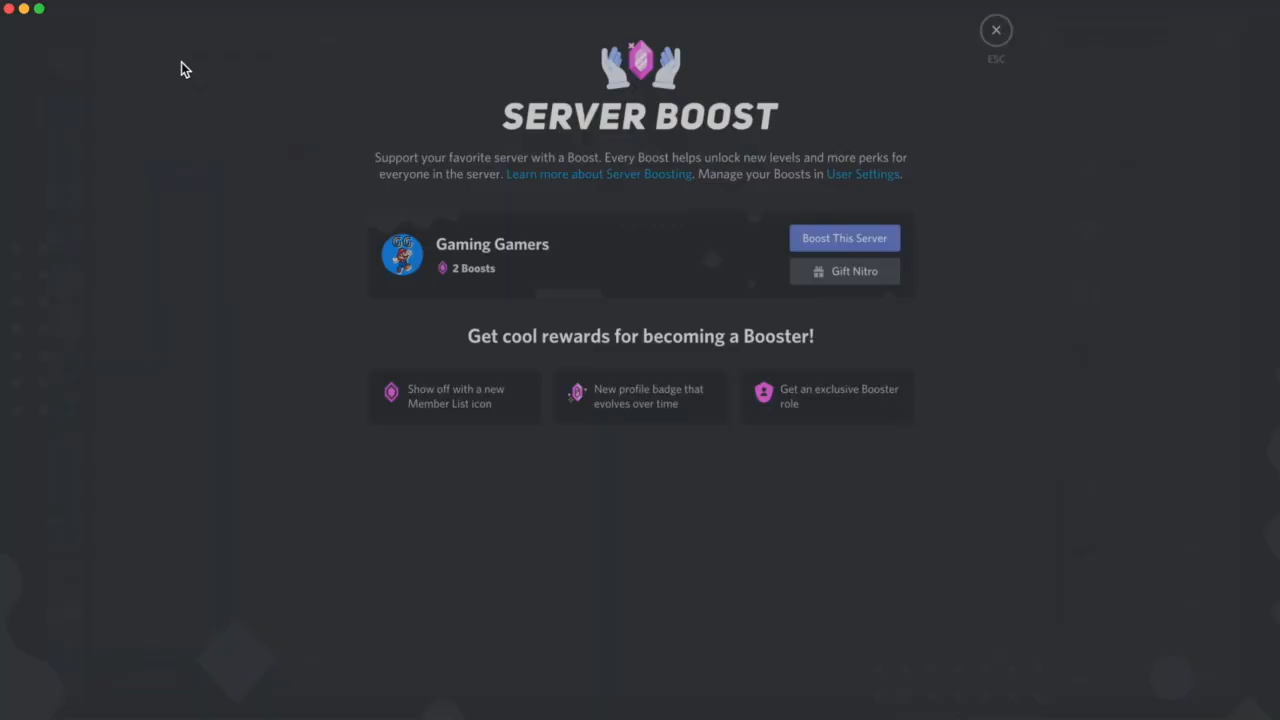 ESC
SERVER BOOST
Support your favorite server with a Boost. Every Boost helps unlock new levels and more perks for
everyone in the server. Learn more about Server Boosting. Manage your Boosts in User Settings.
GG
Gaming Gamers
2 Boosts
Boost This Server
Gift Nitro
Get cool rewards for becoming a Booster!
Show off with a new
Member List icon
New profile badge that
evolves over time
Get an exclusive Booster
role